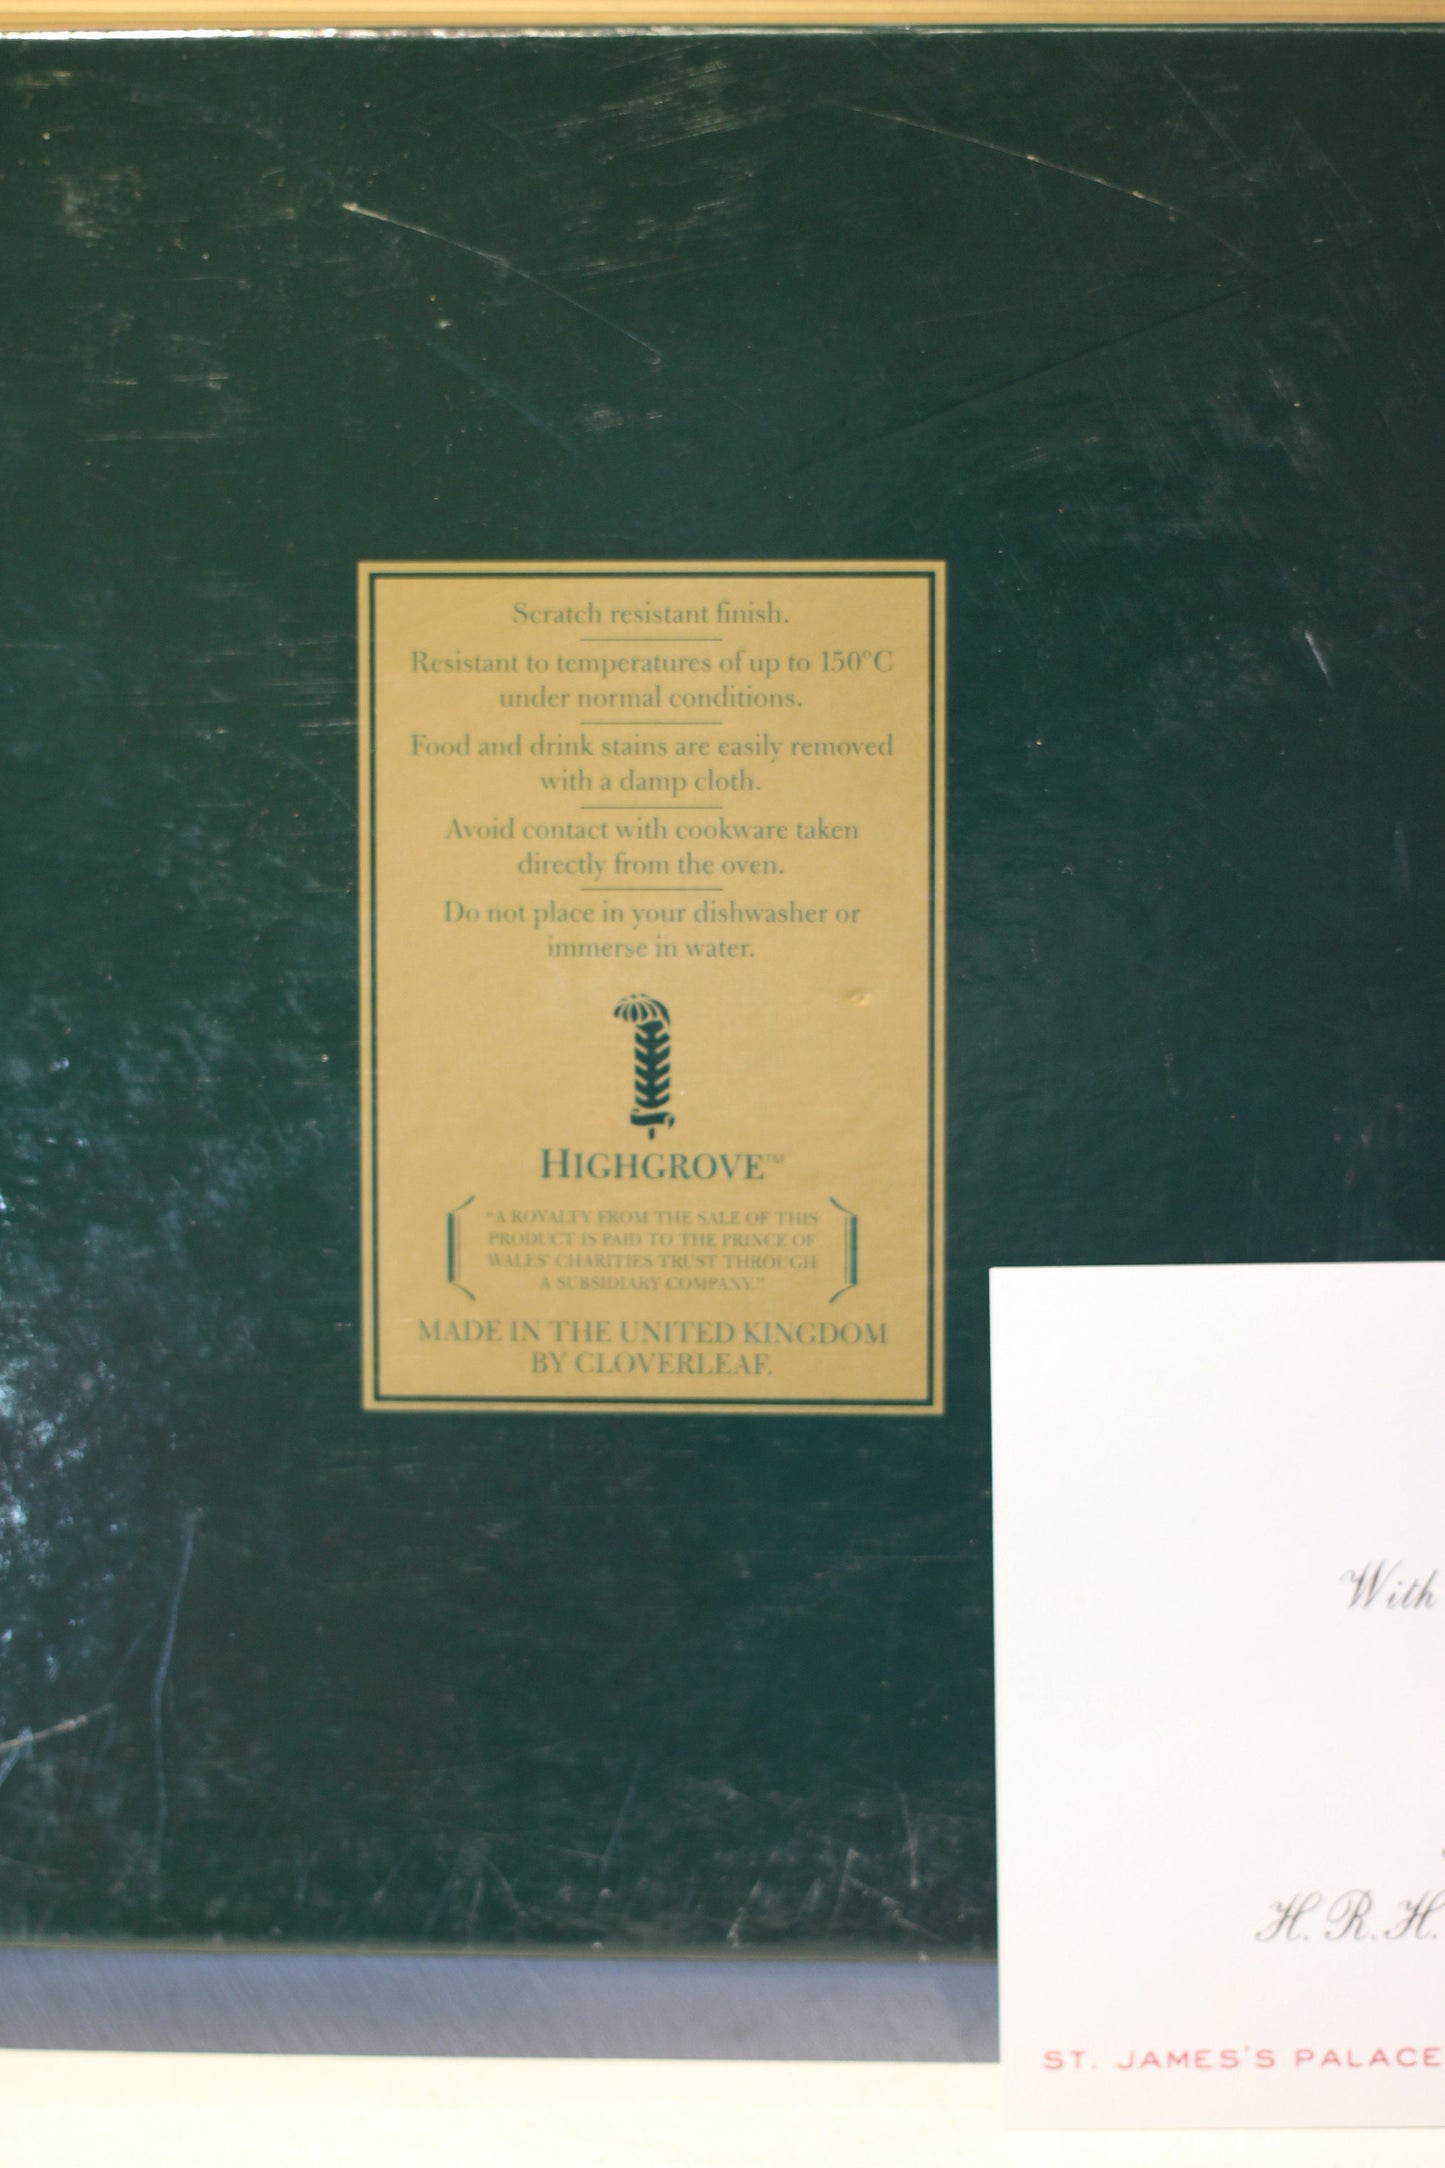 Scratch resistant finish.
Resistant to temperatures of up to 150°C
under normal conditions.
Food and drink stains are easily removed
with a damp cloth.
Avoid contact with cookware taken
directly from the oven.
Do not place in your dishwasher or
immerse in water.
HIGHGROVE™
"A ROYALTY FROM THE SALE OF THIS
PRODUCT IS PAID TO THE PRINCE OF
WALES' CHARITIES TRUST THROUGH
A SUBSIDIARY COMPANY."
MADE IN THE UNITED KINGDOM
BY CLOVERLEAF.
With
H.R.H.
ST. JAMES'S PALACE